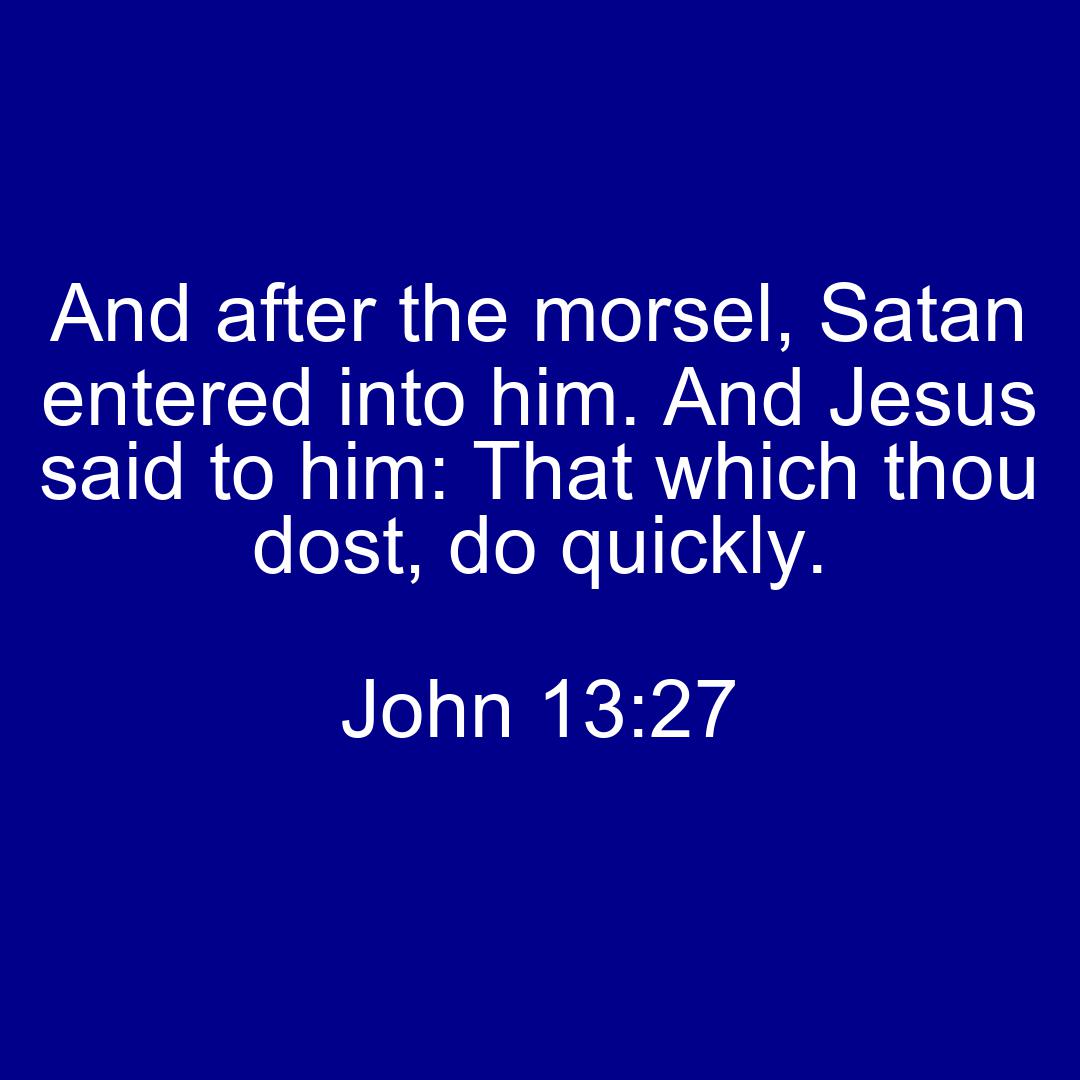 And after the morsel, Satan
entered into him. And Jesus
said to him: That which thou
dost, do quickly.
John 13:27